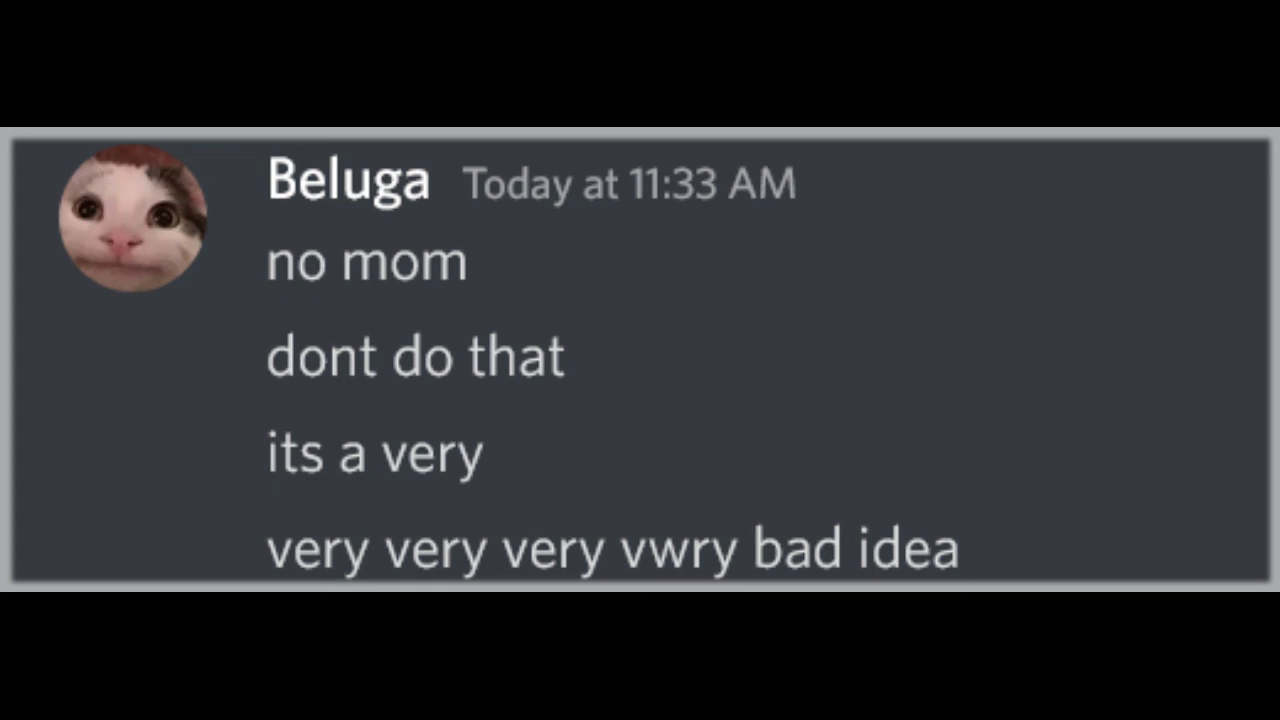 Beluga Today at 11:33 AM
no mom
dont do that
its a very
very very very vwry bad idea